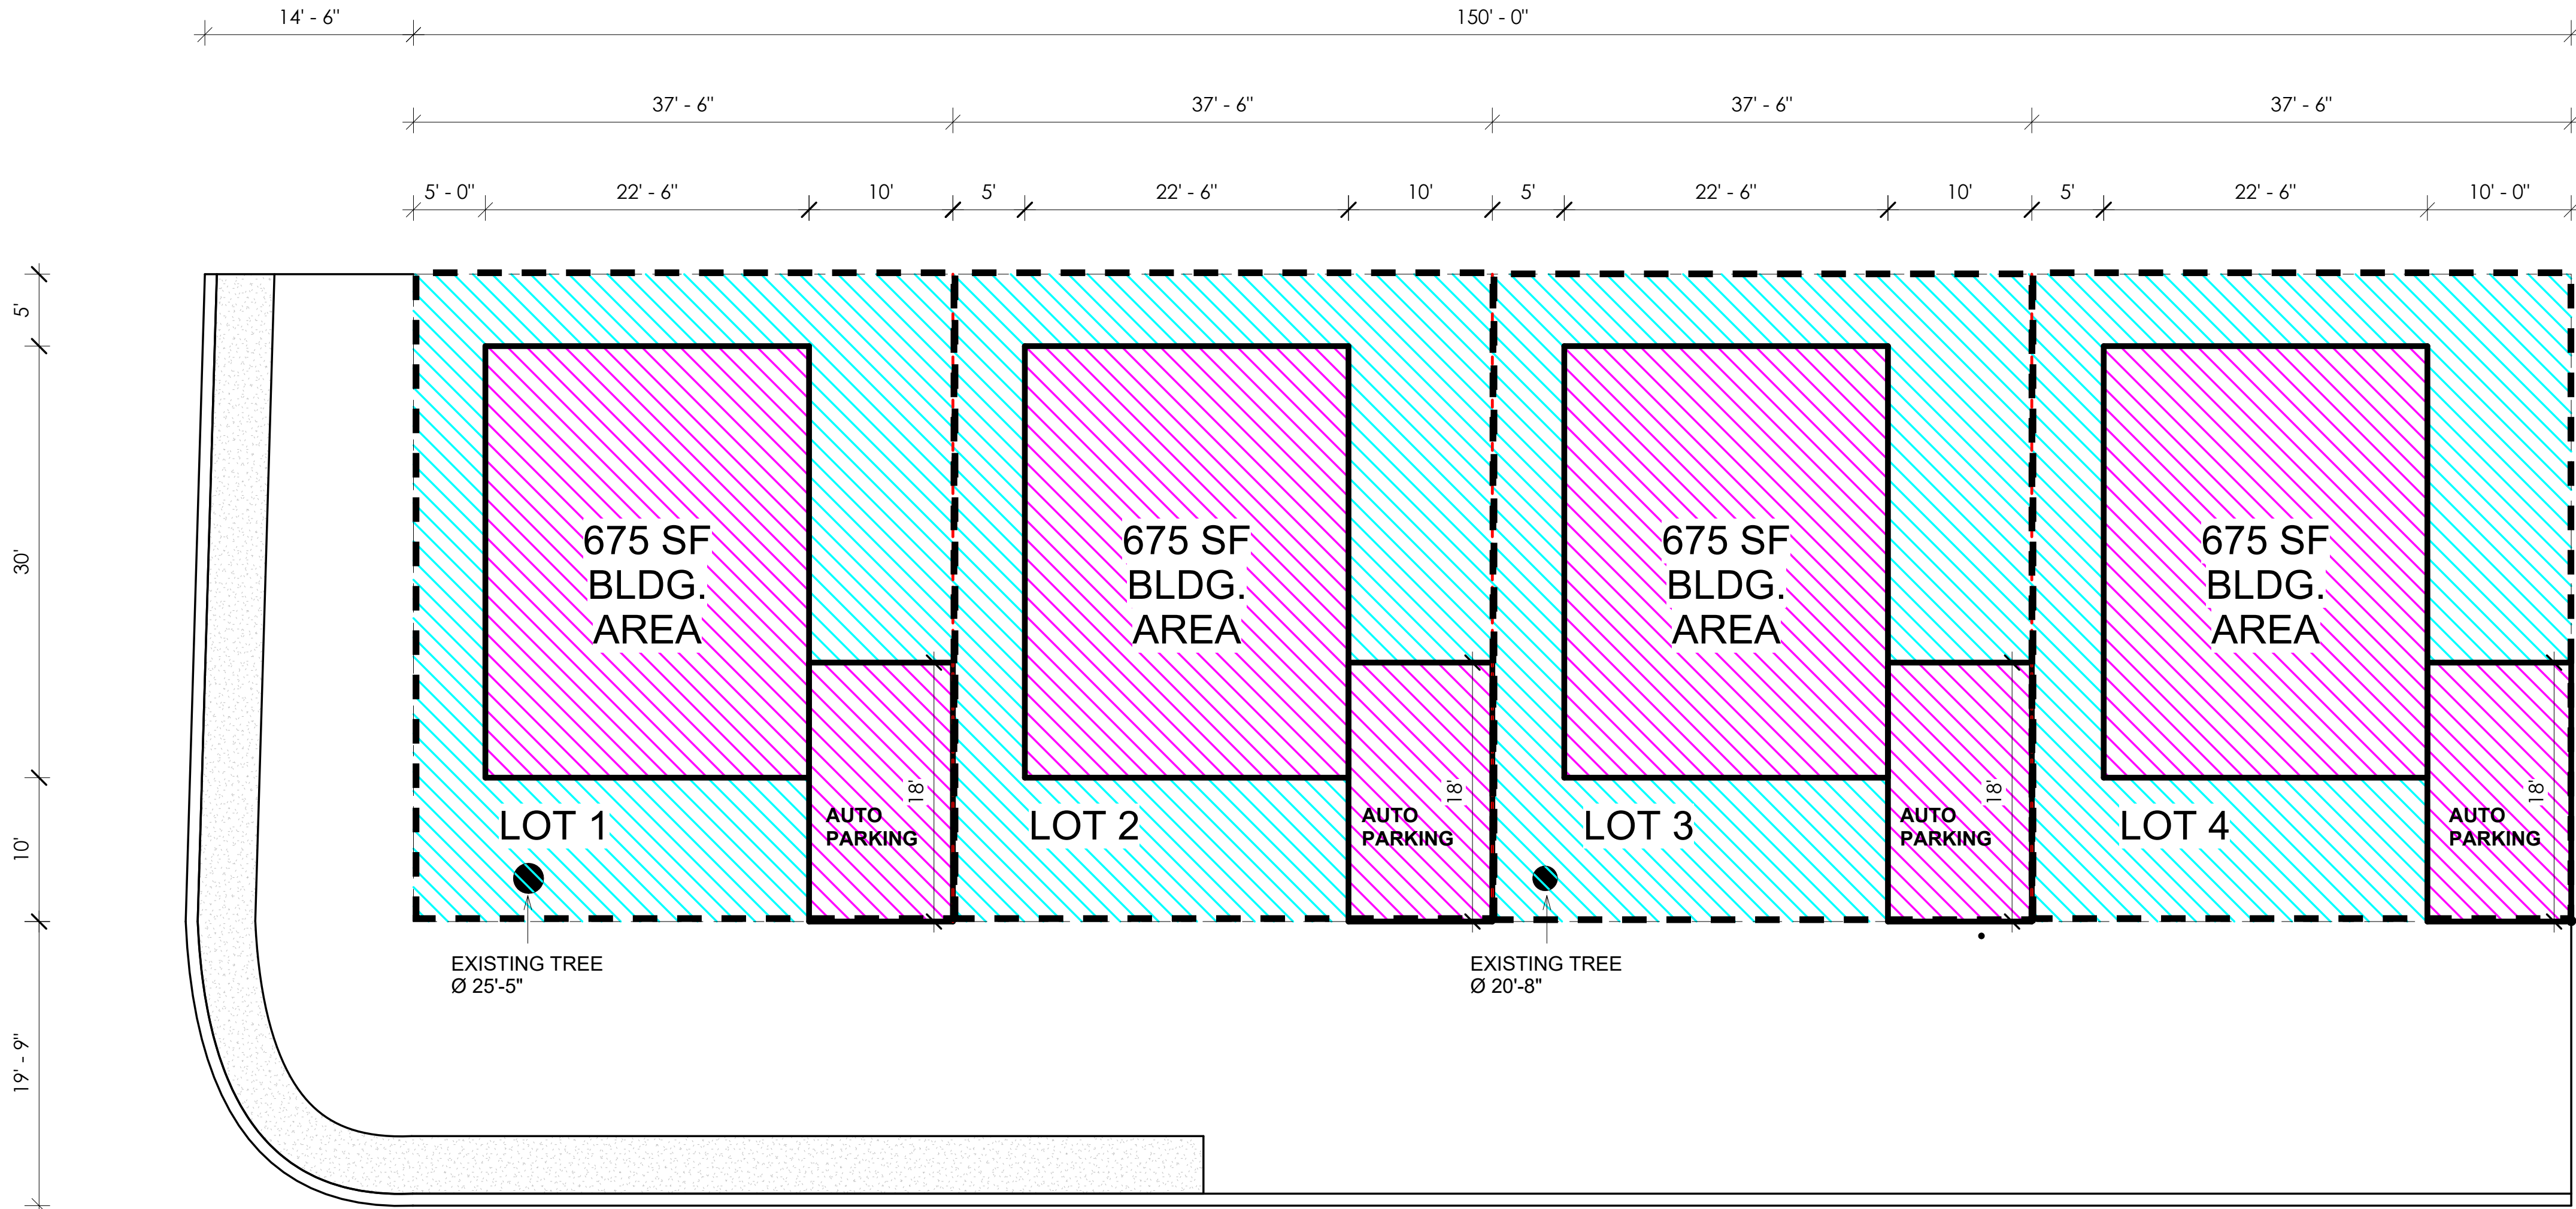 14' - 6"
150' - 0"
37' - 6"
37' - 6"
37' - 6"
37' - 6"
5' - 0"
22' - 6"
10'
5'
22' - 6"
10'
5'
22' - 6"
10'
5'
22' - 6"
10' - 0"
5'
30'
10'
19' - 9"
675 SF
BLDG.
AREA
675 SF
BLDG.
AREA
675 SF
BLDG.
AREA
675 SF
BLDG.
AREA
LOT 1
AUTO
PARKING
18'
LOT 2
AUTO
PARKING
18'
LOT 3
AUTO
PARKING
18'
LOT 4
AUTO
PARKING
18'
EXISTING TREE
Ø 25'-5"
EXISTING TREE
Ø 20'-8"